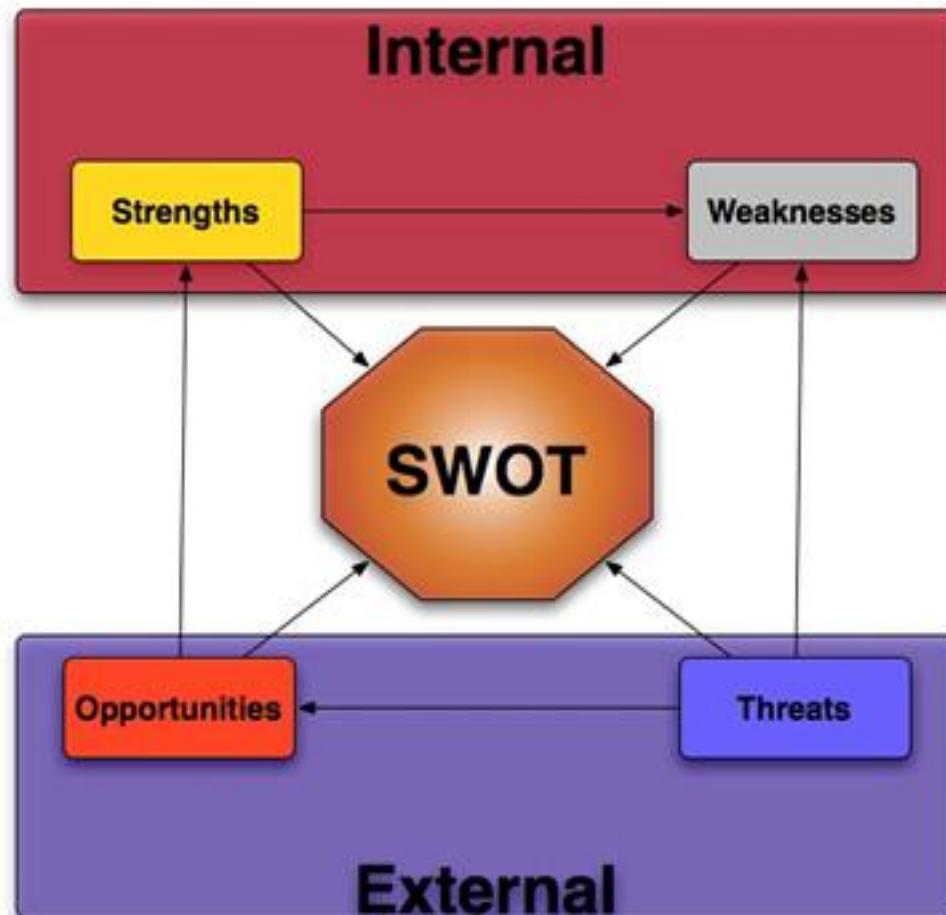 Internal
Strengths
Weaknesses
SWOT
Opportunities
Threats
External